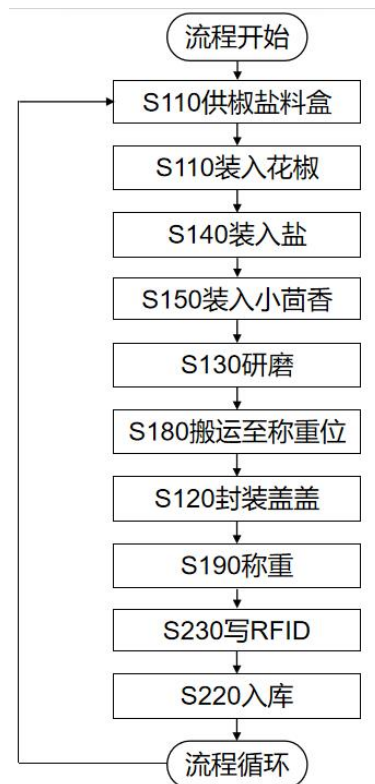 流程开始
S110供椒盐料盒
S110装入花椒
S140装入盐
S150装入小茴香
S130研磨
S180搬运至称重位
S120封装盖盖
S190称重
S230写RFID
S220入库
流程循环